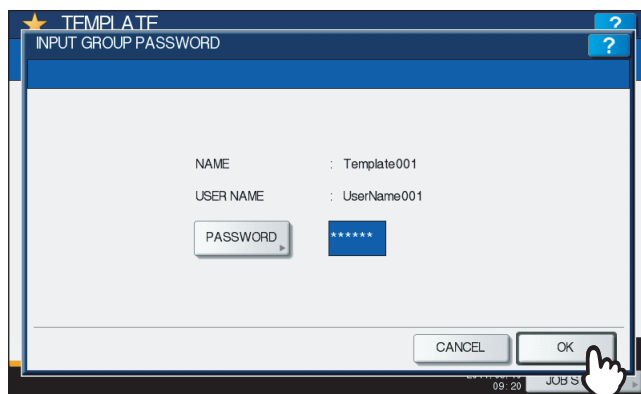 TEMPLATE ?
INPUT GROUP PASSWORD ?
NAME : Template001
USER NAME : UserName001
PASSWORD ******
CANCEL OK
09:20 JOB S